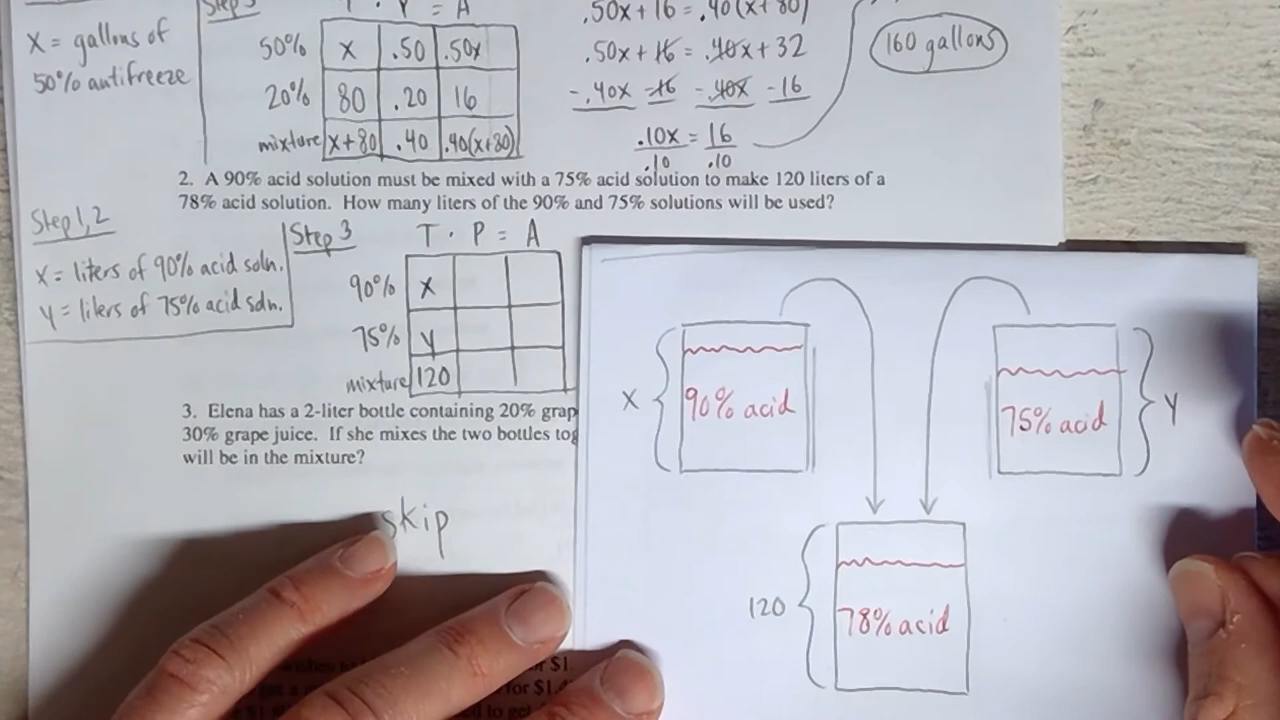 Step 3
T · P = A
X = gallons of
50% antifreeze
50% x .50 .50x
20% 80 .20 16
mixture x+80 .40 .40(x+80)
.50x + 16 = .40(x+80)
.50x + 16 = .40x + 32
-.40x -16 -.40x -16
.10x = 16
.10 .10
160 gallons
2. A 90% acid solution must be mixed with a 75% acid solution to make 120 liters of a
78% acid solution. How many liters of the 90% and 75% solutions will be used?
Step 1,2
X = liters of 90% acid soln.
Y = liters of 75% acid soln.
Step 3
T · P = A
90% X
75% Y
mixture 120
3. Elena has a 2-liter bottle containing 20% grap
30% grape juice. If she mixes the two bottles tog
will be in the mixture?
skip
for $1
for $1.
to get
X
90% acid
75% acid
Y
120
78% acid